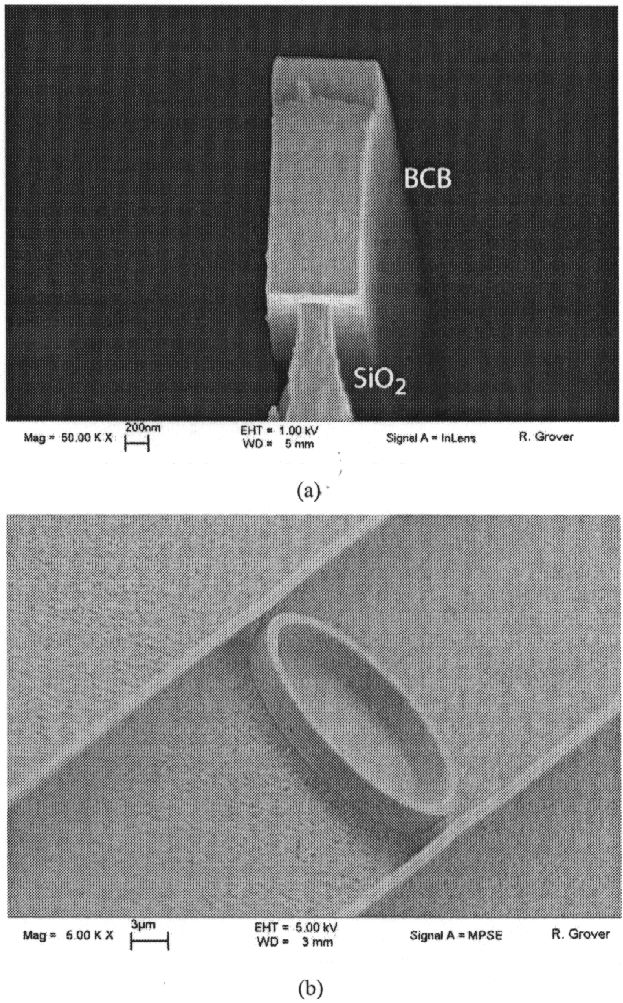 BCB
SiO2
Mag = 50.00 K X 200nm EHT = 1.00 kV Signal A = InLens R. Grover
WD = 5 mm
(a)
Mag = 5.00 K X 3µm EHT = 5.00 kV Signal A = MPSE R. Grover
WD = 3 mm
(b)